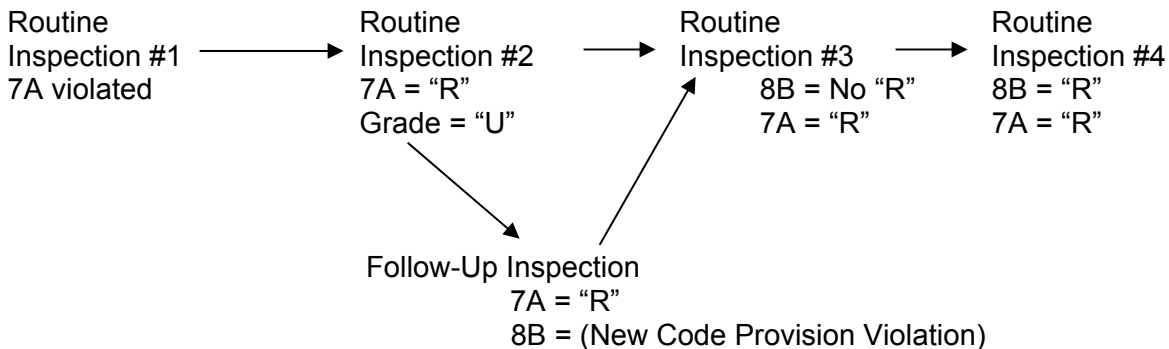 Routine
Inspection #1
7A violated
Routine
Inspection #2
7A = “R”
Grade = “U”
Routine
Inspection #3
8B = No “R”
7A = “R”
Routine
Inspection #4
8B = “R”
7A = “R”
Follow-Up Inspection
7A = “R”
8B = (New Code Provision Violation)